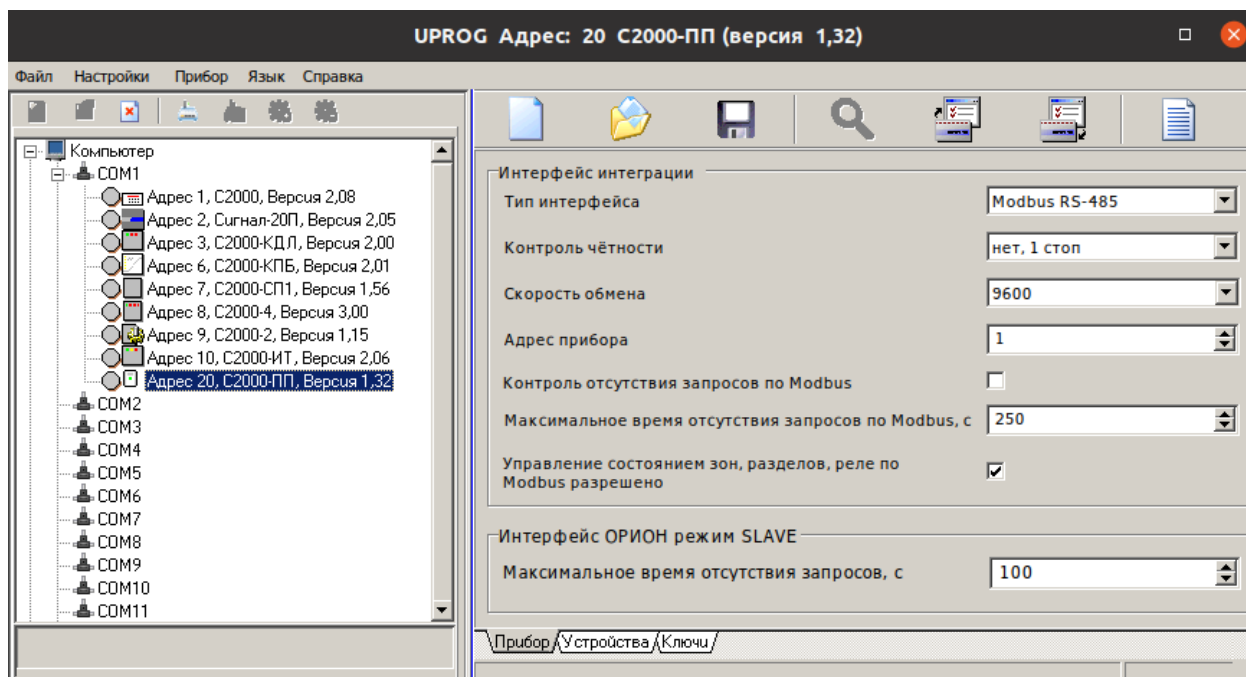 UPROG Адрес: 20 С2000-ПП (версия 1,32)
Файл Настройки Прибор Язык Справка
Компьютер
COM1
Адрес 1, С2000, Версия 2,08
Адрес 2, Сигнал-20П, Версия 2,05
Адрес 3, С2000-КДЛ, Версия 2,00
Адрес 6, С2000-КПБ, Версия 2,01
Адрес 7, С2000-СП1, Версия 1,56
Адрес 8, С2000-4, Версия 3,00
Адрес 9, С2000-2, Версия 1,15
Адрес 10, С2000-ИТ, Версия 2,06
Адрес 20, С2000-ПП, Версия 1,32
COM2
COM3
COM4
COM5
COM6
COM7
COM8
COM9
COM10
COM11
Интерфейс интеграции
Тип интерфейса Modbus RS-485
Контроль чётности нет, 1 стоп
Скорость обмена 9600
Адрес прибора 1
Контроль отсутствия запросов по Modbus
Максимальное время отсутствия запросов по Modbus, с 250
Управление состоянием зон, разделов, реле по
Modbus разрешено
Интерфейс ОРИОН режим SLAVE
Максимальное время отсутствия запросов, с 100
Прибор Устройства Ключи